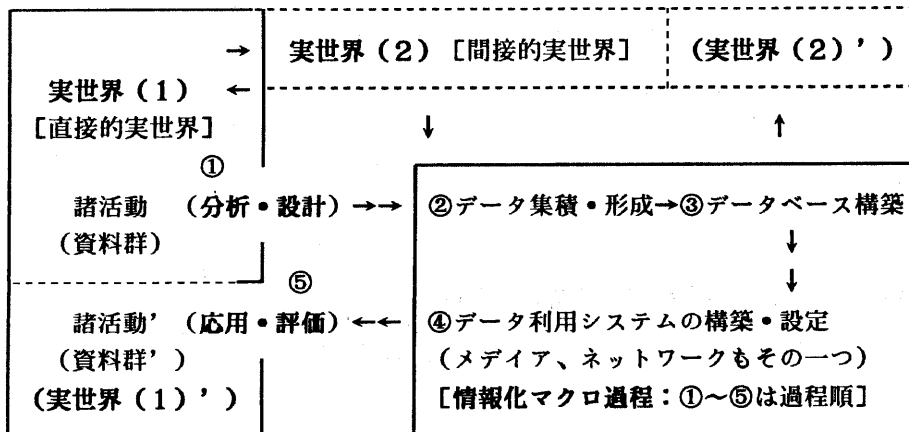 → 実世界(2)[間接的実世界] (実世界(2)’)
実世界(1) ←
[直接的実世界] ↓ ↑
①
諸活動 (分析・設計)→→ ②データ集積・形成→③データベース構築
(資料群) ↓
⑤ ↓
諸活動’ (応用・評価)←← ④データ利用システムの構築・設定
(資料群’) (メデイア、ネットワークもその一つ)
(実世界(1)’) [情報化マクロ過程:①~⑤は過程順]